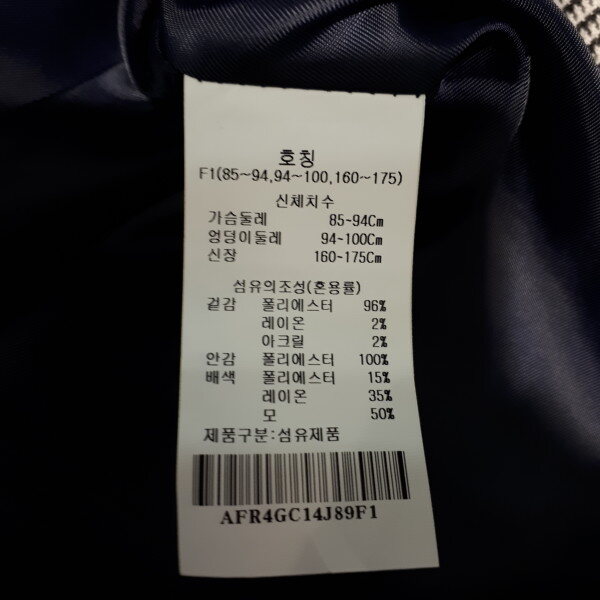 호칭
F1(85~94,94~100,160~175)
신체치수
가슴둘레 85~94Cm
엉덩이둘레 94~100Cm
신장 160~175Cm
섬유의조성(혼용률)
겉감 폴리에스터 96%
레이온 2%
아크릴 2%
안감 폴리에스터 100%
배색 폴리에스터 15%
레이온 35%
모 50%
제품구분:섬유제품
AFR4GC14J89F1